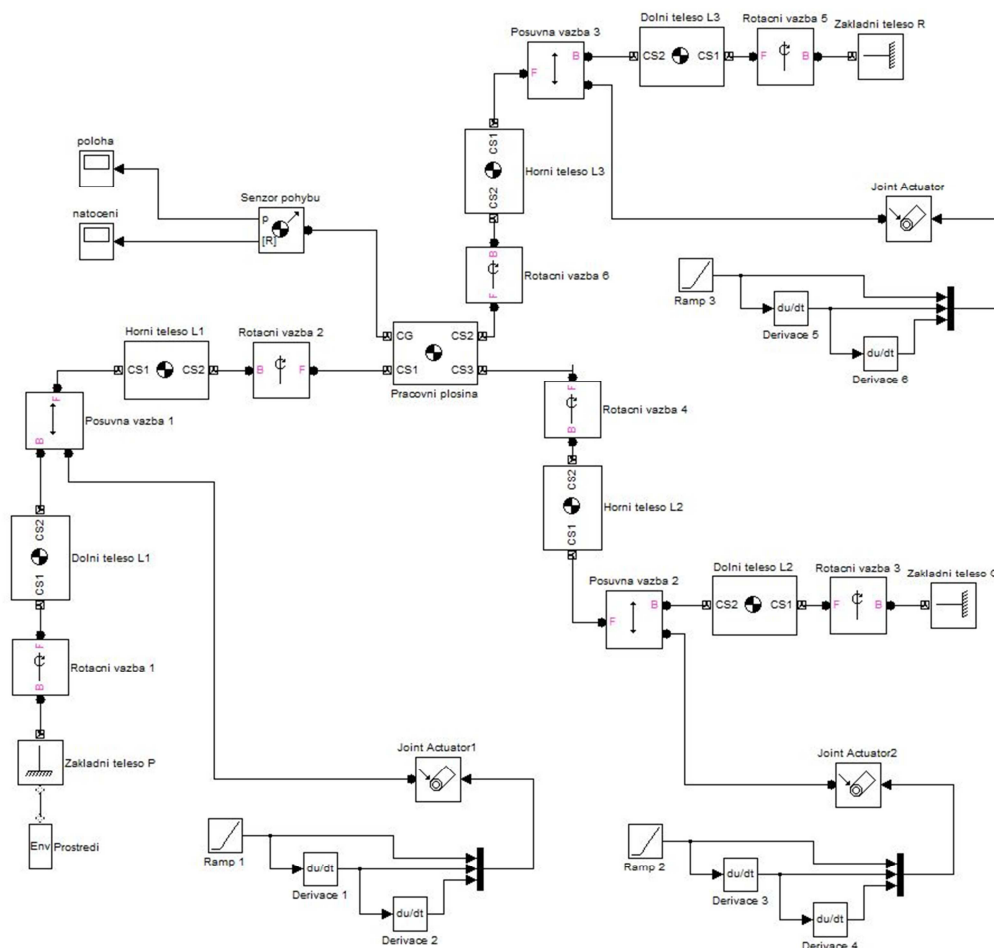 Dolni teleso L3
Rotacni vazba 5
Zakladni teleso R
Posuvna vazba 3
B
F
CS2
CS1
F
B
CS1
CS2
Horni teleso L3
poloha
natoceni
Senzor pohybu
p
[R]
Joint Actuator
B
F
Rotacni vazba 6
Ramp 3
du/dt
Derivace 5
du/dt
Derivace 6
Horni teleso L1
Rotacni vazba 2
CS1
CS2
B
F
CG
CS2
CS1
CS3
Pracovni plosina
F
B
Posuvna vazba 1
F
B
Rotacni vazba 4
CS2
CS1
Horni teleso L2
CS2
CS1
Dolni teleso L1
Posuvna vazba 2
Dolni teleso L2
Rotacni vazba 3
Zakladni teleso
B
F
CS2
CS1
F
B
F
B
Rotacni vazba 1
Zakladni teleso P
Env
Prostredi
Joint Actuator1
Joint Actuator2
Ramp 1
du/dt
Derivace 1
du/dt
Derivace 2
Ramp 2
du/dt
Derivace 3
du/dt
Derivace 4